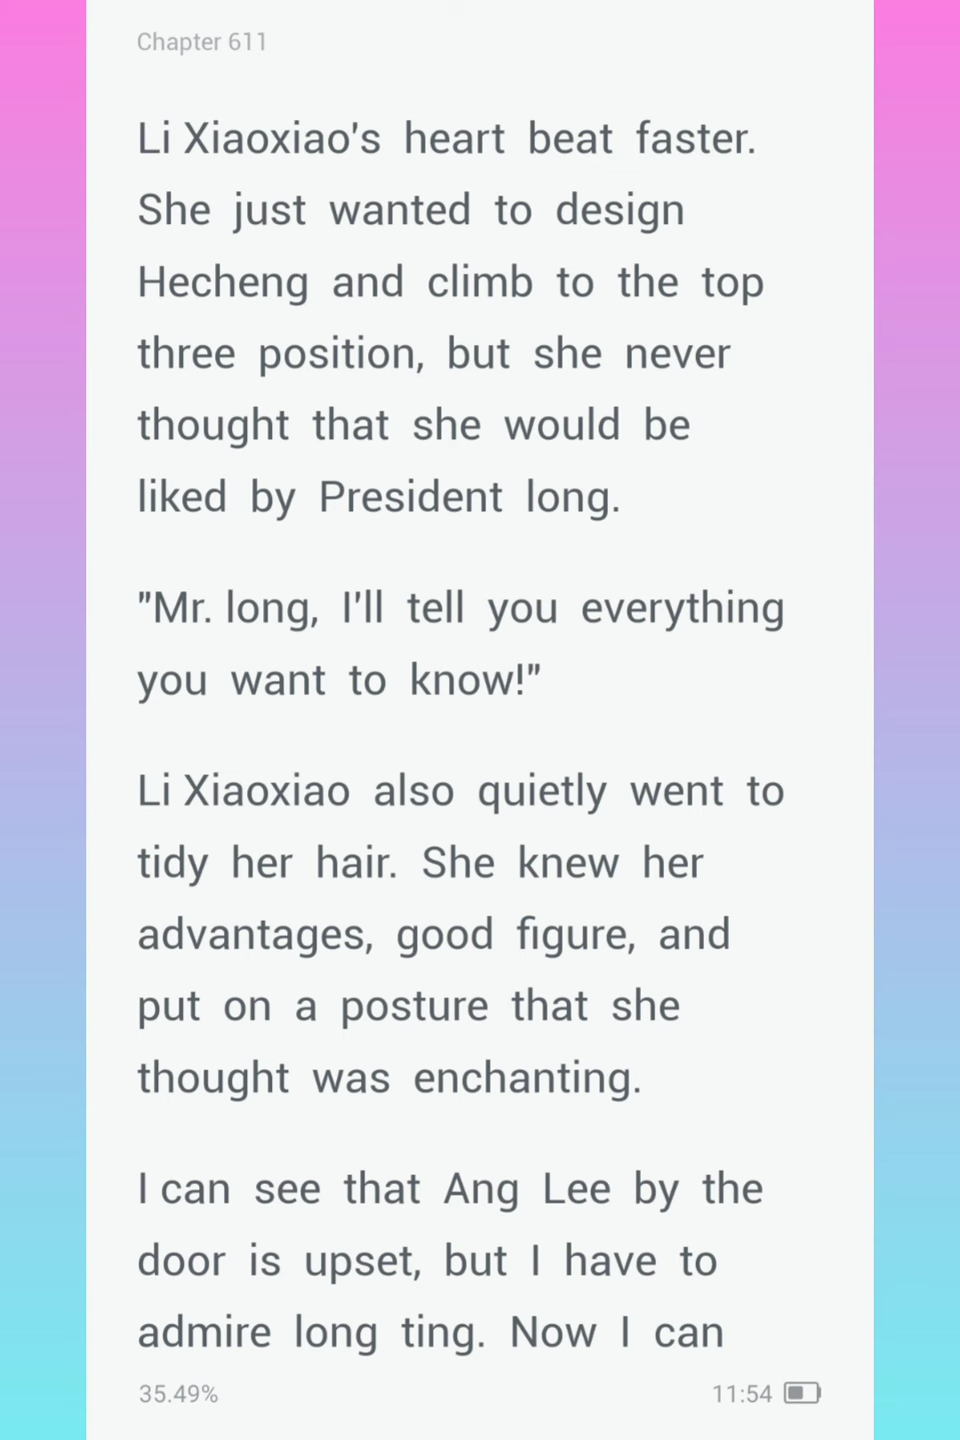 Chapter 611
Li Xiaoxiao's heart beat faster.
She just wanted to design
Hecheng and climb to the top
three position, but she never
thought that she would be
liked by President long.
"Mr. long, I'll tell you everything
you want to know!"
Li Xiaoxiao also quietly went to
tidy her hair. She knew her
advantages, good figure, and
put on a posture that she
thought was enchanting.
I can see that Ang Lee by the
door is upset, but I have to
admire long ting. Now I can
35.49% 11:54